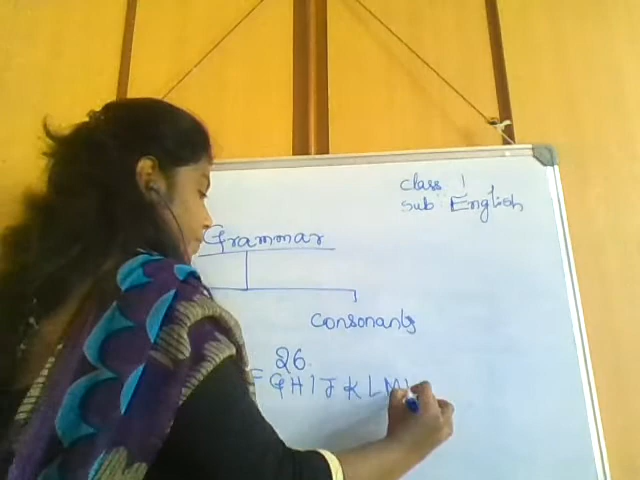 class 1
sub : English
Grammar
Consonants
26.
F G H I J K L M